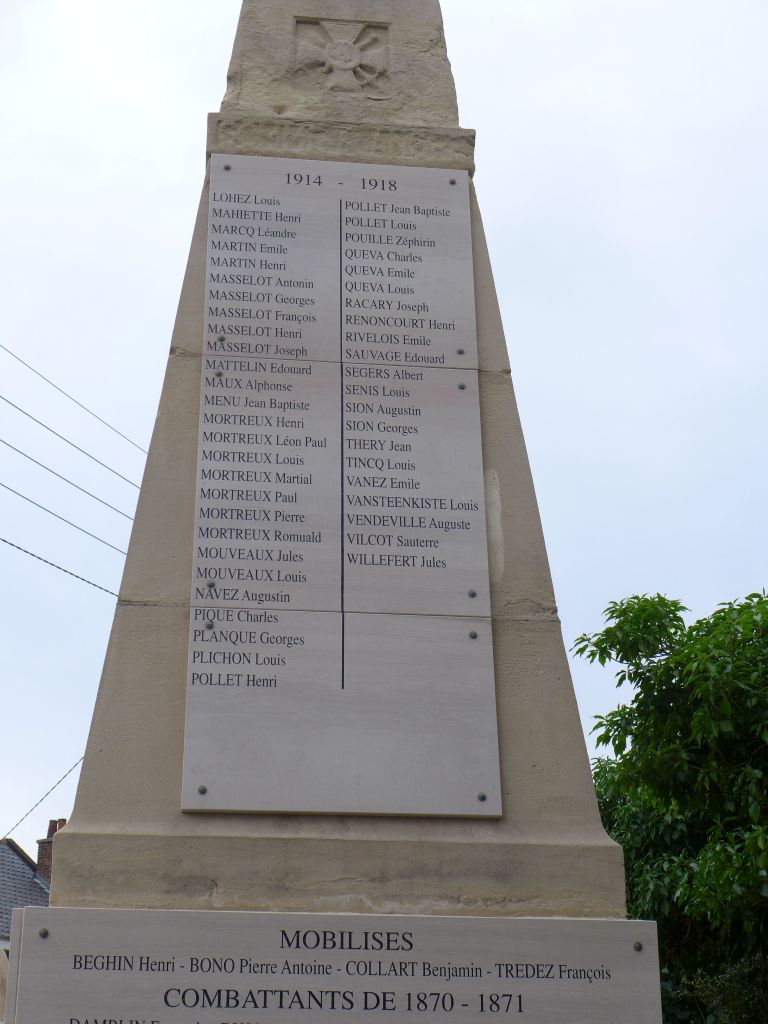 1914 - 1918
LOHEZ Louis
MAHIETTE Henri
MARCQ Léandre
MARTIN Emile
MARTIN Henri
MASSELOT Antonin
MASSELOT Georges
MASSELOT François
MASSELOT Henri
MASSELOT Joseph
MATTELIN Edouard
MAUX Alphonse
MENU Jean Baptiste
MORTREUX Henri
MORTREUX Léon Paul
MORTREUX Louis
MORTREUX Martial
MORTREUX Paul
MORTREUX Pierre
MORTREUX Romuald
MOUVEAUX Jules
MOUVEAUX Louis
NAVEZ Augustin
PIQUE Charles
PLANQUE Georges
PLICHON Louis
POLLET Henri
POLLET Jean Baptiste
POLLET Louis
POUILLE Zéphirin
QUEVA Charles
QUEVA Emile
QUEVA Louis
RACARY Joseph
RENONCOURT Henri
RIVELOIS Emile
SAUVAGE Edouard
SEGERS Albert
SENIS Louis
SION Augustin
SION Georges
THERY Jean
TINCQ Louis
VANEZ Emile
VANSTEENKISTE Louis
VENDEVILLE Auguste
VILCOT Sauterre
WILLEFERT Jules
MOBILISES
BEGHIN Henri - BONO Pierre Antoine - COLLART Benjamin - TREDEZ François
COMBATTANTS DE 1870 - 1871